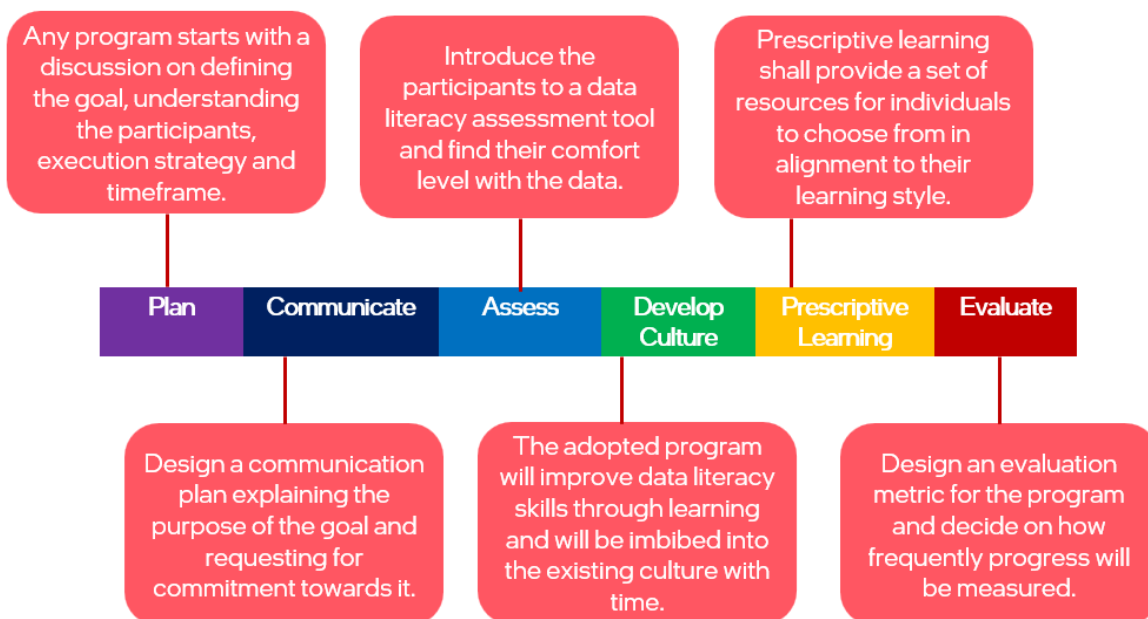 Any program starts with a
discussion on defining
the goal, understanding
the participants,
execution strategy and
timeframe.
Introduce the
participants to a data
literacy assessment tool
and find their comfort
level with the data.
Prescriptive learning
shall provide a set of
resources for individuals
to choose from in
alignment to their
learning style.
Plan
Communicate
Assess
Develop
Culture
Prescriptive
Learning
Evaluate
Design a communication
plan explaining the
purpose of the goal and
requesting for
commitment towards it.
The adopted program
will improve data literacy
skills through learning
and will be imbibed into
the existing culture with
time.
Design an evaluation
metric for the program
and decide on how
frequently progress will
be measured.